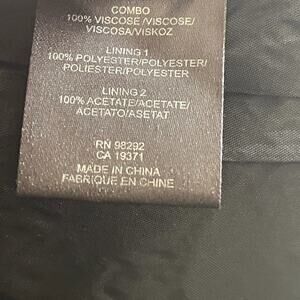 COMBO
100% VISCOSE/VISCOSE/
VISCOSA/VISKOZ
LINING 1
100% POLYESTER/POLYESTER/
POLIESTER/POLYESTER
LINING 2
100% ACETATE/ACETATE/
ACETATO/ASETAT
RN 98292
CA 19371
MADE IN CHINA
FABRIQUE EN CHINE